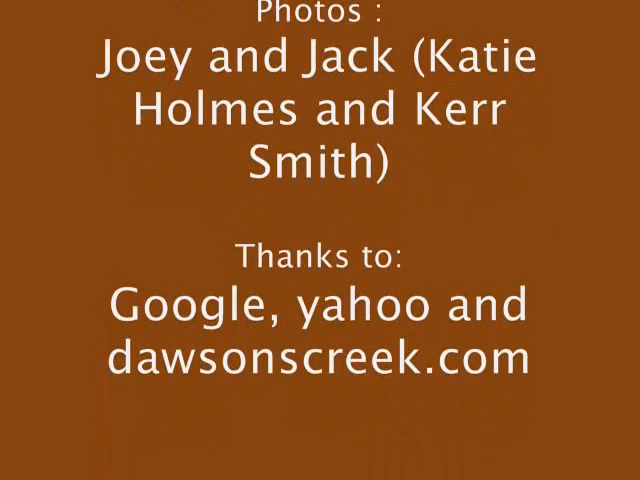 Photos :
Joey and Jack (Katie
Holmes and Kerr
Smith)
Thanks to:
Google, yahoo and
dawsonscreek.com